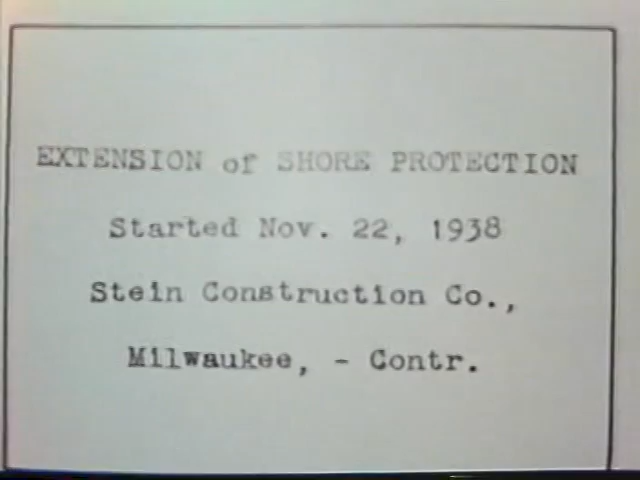 EXTENSION of SHORE PROTECTION
Started Nov. 22, 1938
Stein Construction Co.,
Milwaukee, - Contr.